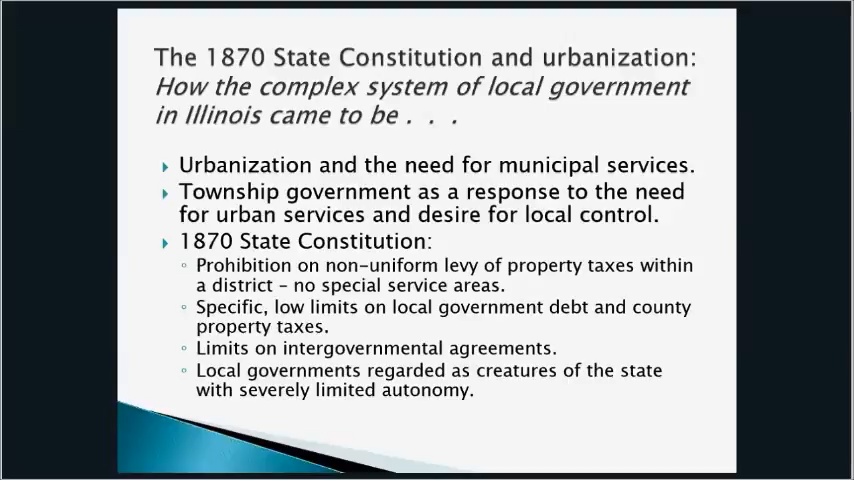 The 1870 State Constitution and urbanization:
How the complex system of local government
in Illinois came to be . . .
Urbanization and the need for municipal services.
Township government as a response to the need
for urban services and desire for local control.
1870 State Constitution:
Prohibition on non-uniform levy of property taxes within
a district – no special service areas.
Specific, low limits on local government debt and county
property taxes.
Limits on intergovernmental agreements.
Local governments regarded as creatures of the state
with severely limited autonomy.